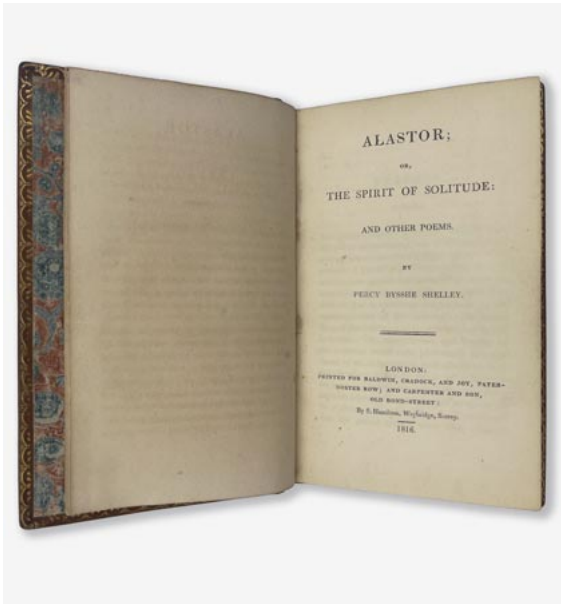 ALASTOR;
OR,
THE SPIRIT OF SOLITUDE:
AND OTHER POEMS.
BY
PERCY BYSSHE SHELLEY.
LONDON:
PRINTED FOR BALDWIN, CRADOCK, AND JOY, PATER-
NOSTER ROW; AND CARPENTER AND SON,
OLD BOND-STREET:
By S. Hamilton, Weybridge, Surrey.
1816.